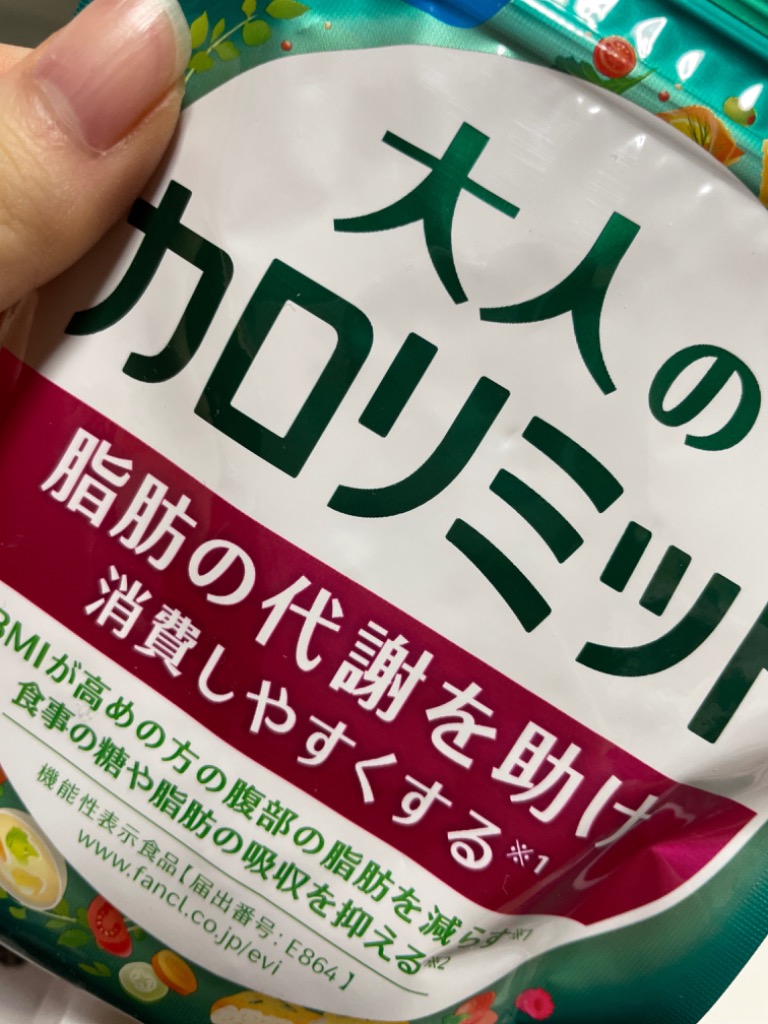 大人の
カロリミット
脂肪の代謝を助け
消費しやすくする※1
BMIが高めの方の腹部の脂肪を減らす※1
食事の糖や脂肪の吸収を抑える※2
機能性表示食品【届出番号:E864】
www.fancl.co.jp/evi